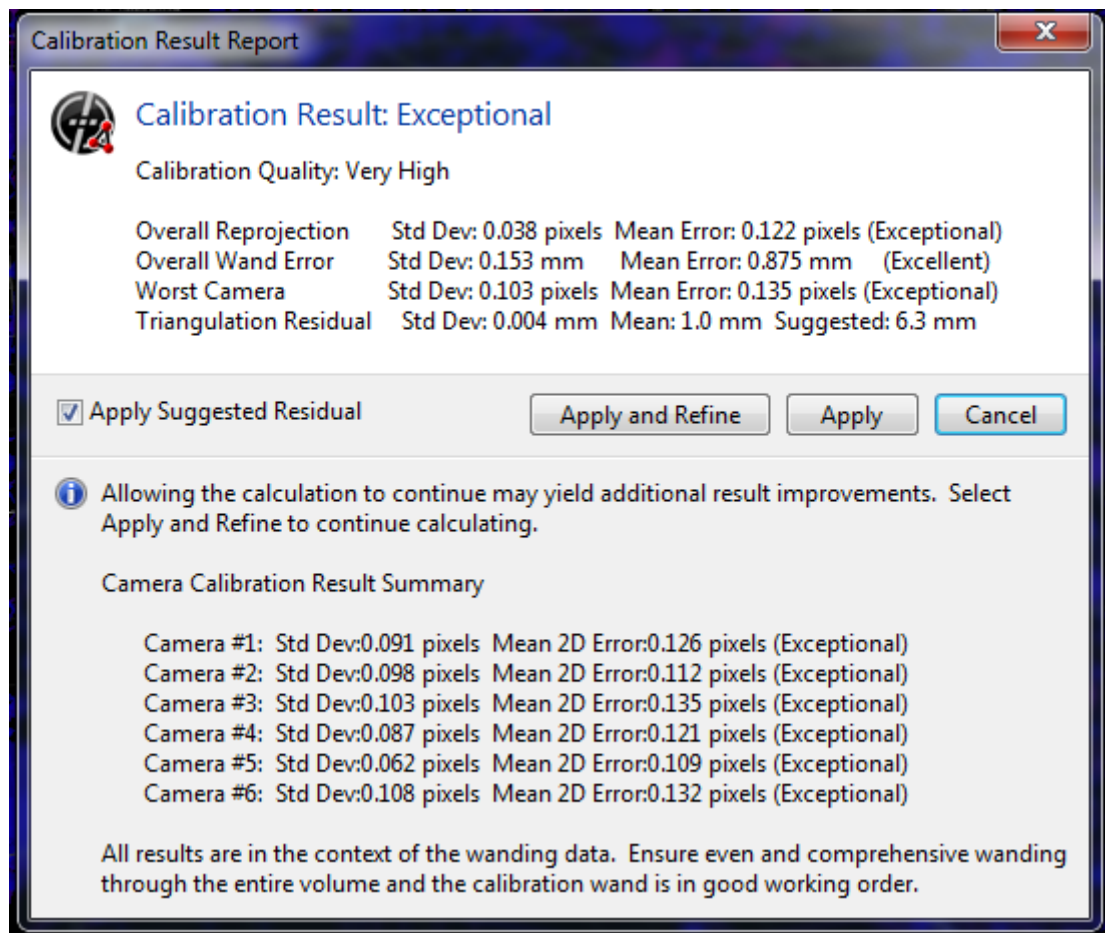 Calibration Result Report
x
Calibration Result: Exceptional
Calibration Quality: Very High
Overall Reprojection Std Dev: 0.038 pixels Mean Error: 0.122 pixels (Exceptional)
Overall Wand Error Std Dev: 0.153 mm Mean Error: 0.875 mm (Excellent)
Worst Camera Std Dev: 0.103 pixels Mean Error: 0.135 pixels (Exceptional)
Triangulation Residual Std Dev: 0.004 mm Mean: 1.0 mm Suggested: 6.3 mm
Apply Suggested Residual Apply and Refine Apply Cancel
Allowing the calculation to continue may yield additional result improvements. Select
Apply and Refine to continue calculating.
Camera Calibration Result Summary
Camera #1: Std Dev:0.091 pixels Mean 2D Error:0.126 pixels (Exceptional)
Camera #2: Std Dev:0.098 pixels Mean 2D Error:0.112 pixels (Exceptional)
Camera #3: Std Dev:0.103 pixels Mean 2D Error:0.135 pixels (Exceptional)
Camera #4: Std Dev:0.087 pixels Mean 2D Error:0.121 pixels (Exceptional)
Camera #5: Std Dev:0.062 pixels Mean 2D Error:0.109 pixels (Exceptional)
Camera #6: Std Dev:0.108 pixels Mean 2D Error:0.132 pixels (Exceptional)
All results are in the context of the wanding data. Ensure even and comprehensive wanding
through the entire volume and the calibration wand is in good working order.